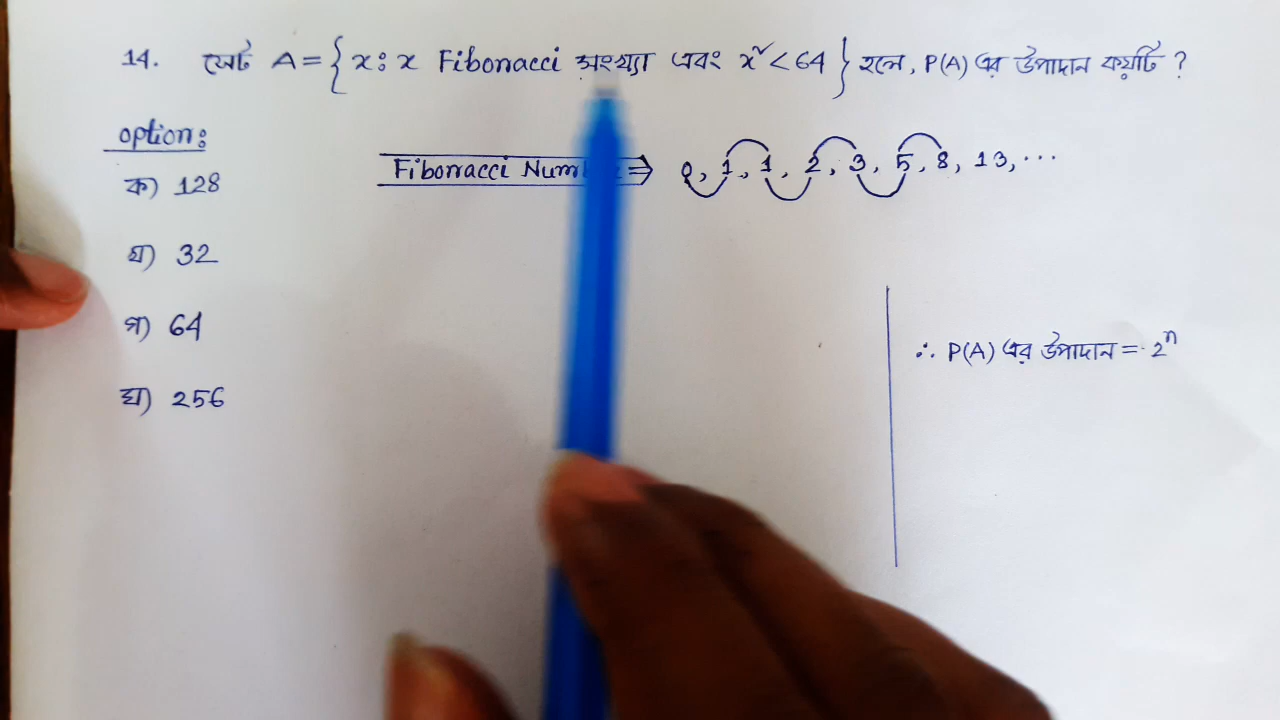 14. সেট A = {x : x Fibonacci সংখ্যা এবং x² < 64} হলে, P(A) এর উপাদান কয়টি ?
option :
ক) 128
Fibonacci Num ⇒ 0, 1, 1, 2, 3, 5, 8, 13, ...
খ) 32
গ) 64
∴ P(A) এর উপাদান = 2ⁿ
ঘ) 256